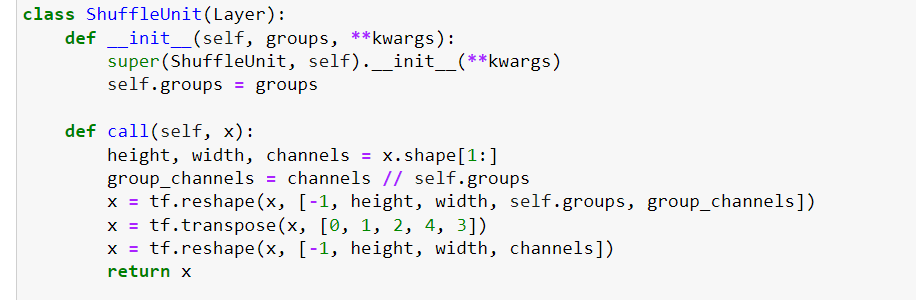 class ShuffleUnit(Layer):
    def __init__(self, groups, **kwargs):
        super(ShuffleUnit, self).__init__(**kwargs)
        self.groups = groups

    def call(self, x):
        height, width, channels = x.shape[1:]
        group_channels = channels // self.groups
        x = tf.reshape(x, [-1, height, width, self.groups, group_channels])
        x = tf.transpose(x, [0, 1, 2, 4, 3])
        x = tf.reshape(x, [-1, height, width, channels])
        return x